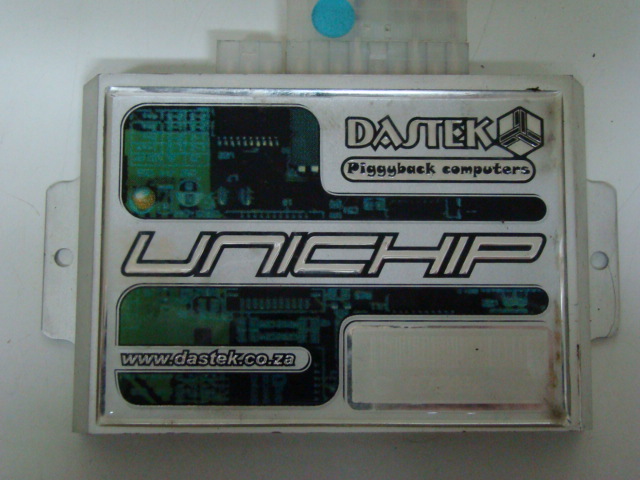 DASTEK
Piggyback computers
UNICHIP
www.dastek.co.za